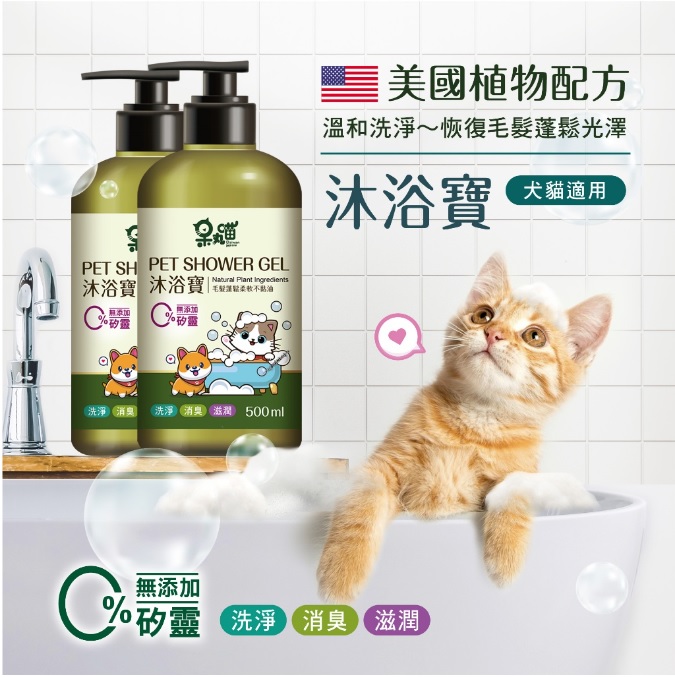 美國植物配方
溫和洗淨～恢復毛髮蓬鬆光澤
沐浴寶
犬貓適用
PET SH
沐浴寶
0%
無添加
矽靈
洗淨 消臭
呆丸喵
PET SHOWER GEL
沐浴寶
Natural Plant Ingredients
毛髮蓬鬆柔軟不黏油
0%
無添加
矽靈
洗淨 消臭 滋潤
500ml
0%
無添加
矽靈
洗淨 消臭 滋潤